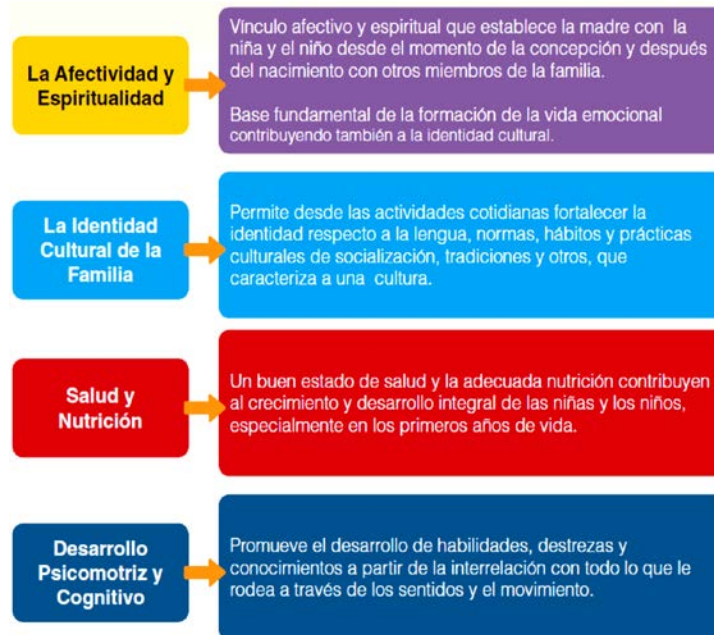 La Afectividad y
Espiritualidad
Vínculo afectivo y espiritual que establece la madre con la
niña y el niño desde el momento de la concepción y después
del nacimiento con otros miembros de la familia.
Base fundamental de la formación de la vida emocional
contribuyendo también a la identidad cultural.
La Identidad
Cultural de la
Familia
Permite desde las actividades cotidianas fortalecer la
identidad respecto a la lengua, normas, hábitos y prácticas
culturales de socialización, tradiciones y otros, que
caracteriza a una cultura.
Salud y
Nutrición
Un buen estado de salud y la adecuada nutrición contribuyen
al crecimiento y desarrollo integral de las niñas y los niños,
especialmente en los primeros años de vida.
Desarrollo
Psicomotriz y
Cognitivo
Promueve el desarrollo de habilidades, destrezas y
conocimientos a partir de la interrelación con todo lo que le
rodea a través de los sentidos y el movimiento.